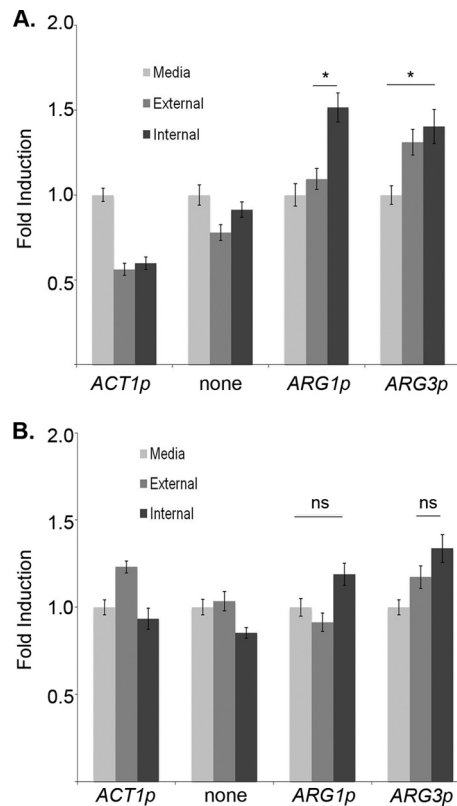 A.
2.0
1.5
1.0
0.5
Fold Induction
Media
External
Internal
*
*
ACT1p none ARG1p ARG3p
B.
2.0
1.5
1.0
0.5
Fold Induction
Media
External
Internal
ns
ns
ACT1p none ARG1p ARG3p